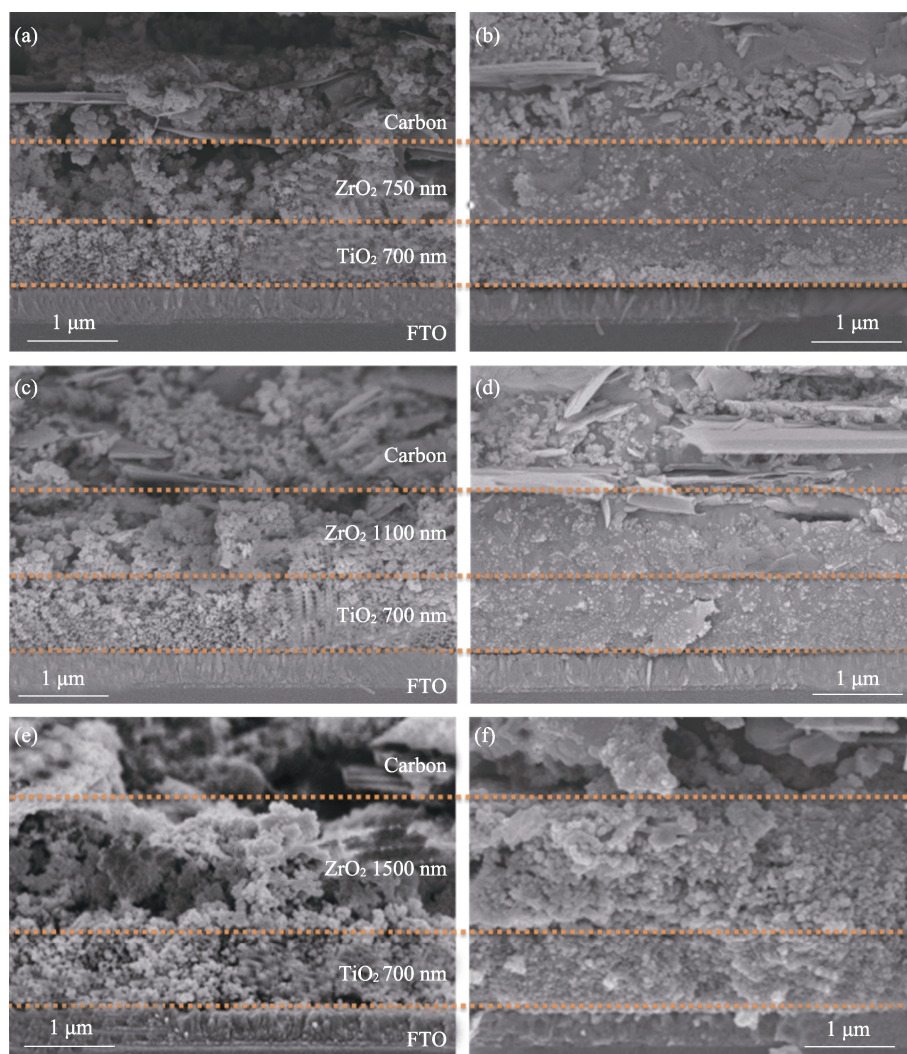 (a)
(b)
Carbon
ZrO₂ 750 nm
TiO₂ 700 nm
1 μm
FTO
1 μm
(c)
(d)
Carbon
ZrO₂ 1100 nm
TiO₂ 700 nm
1 μm
FTO
1 μm
(e)
(f)
Carbon
ZrO₂ 1500 nm
TiO₂ 700 nm
1 μm
FTO
1 μm